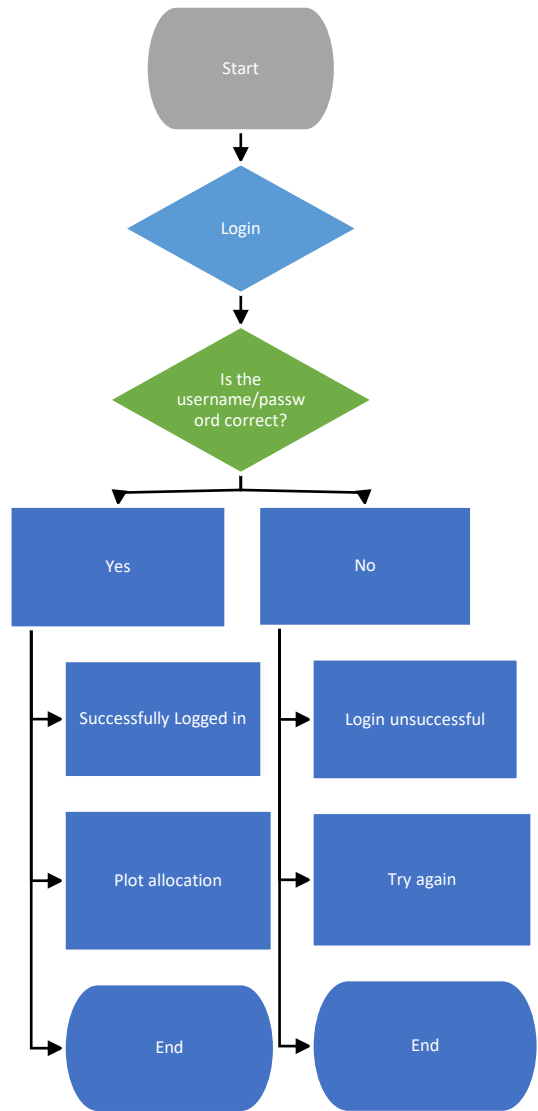 Start
Login
Is the
username/passw
ord correct?
Yes
No
Successfully Logged in
Login unsuccessful
Plot allocation
Try again
End
End